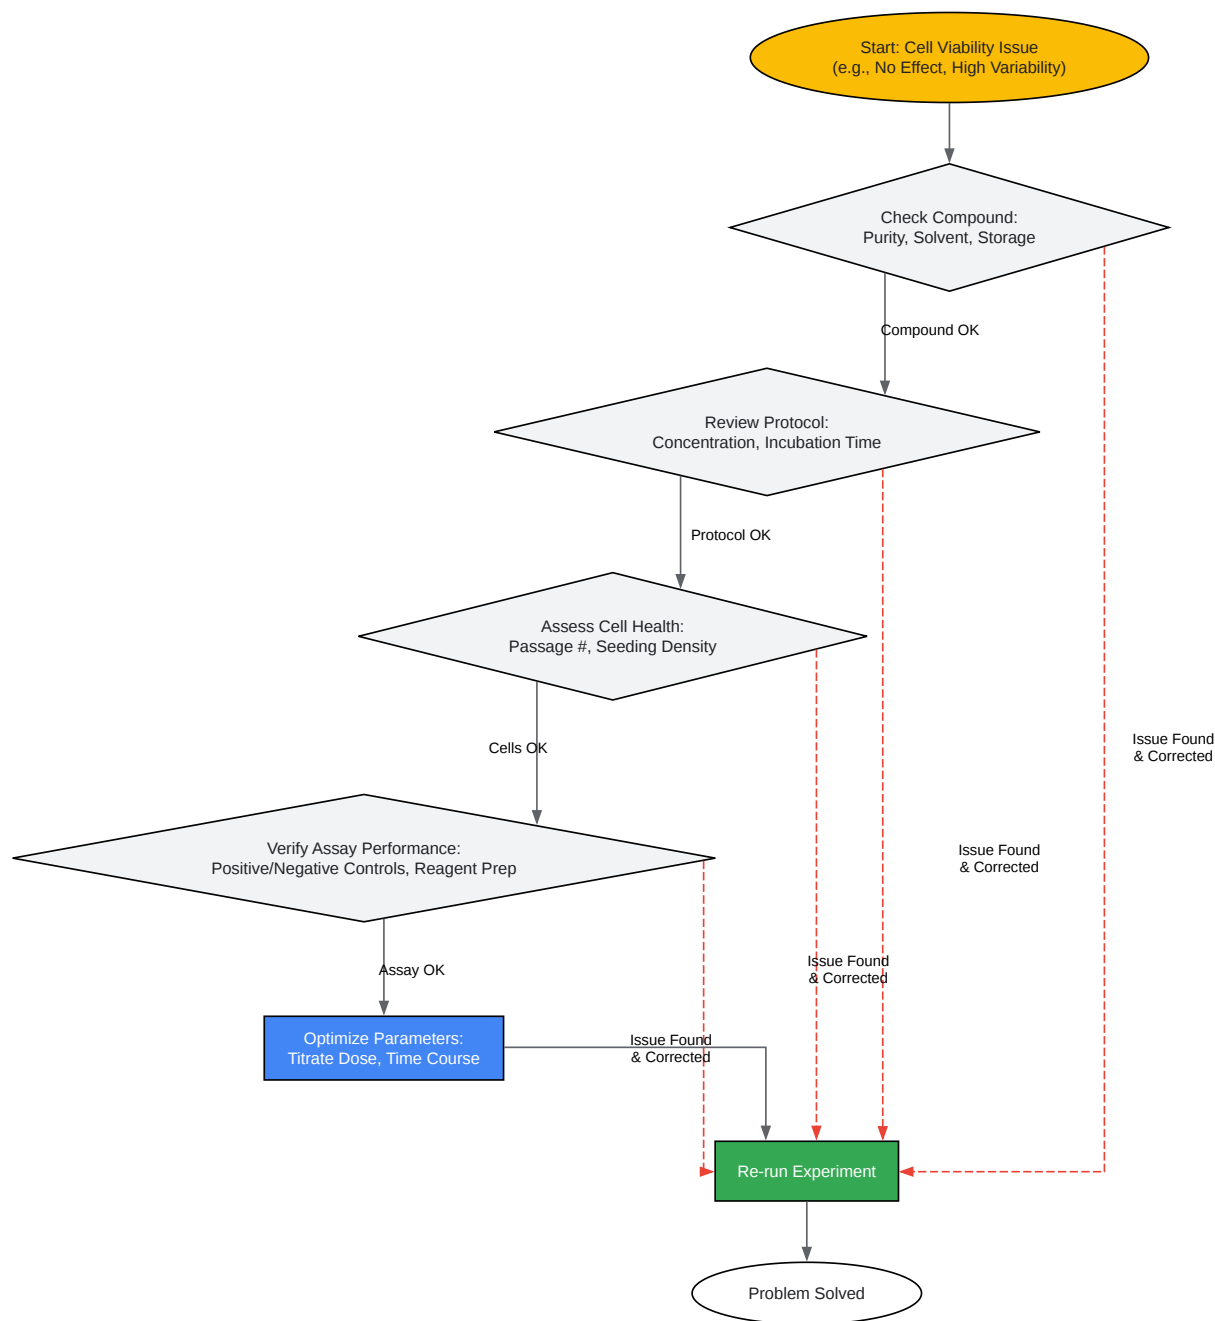 Start: Cell Viability Issue
(e.g., No Effect, High Variability)
Check Compound:
Purity, Solvent, Storage
Compound OK
Review Protocol:
Concentration, Incubation Time
Protocol OK
Assess Cell Health:
Passage #, Seeding Density
Cells OK
Issue Found
& Corrected
Verify Assay Performance:
Positive/Negative Controls, Reagent Prep
Issue Found
& Corrected
Assay OK
Issue Found
& Corrected
Optimize Parameters:
Titrate Dose, Time Course
Issue Found
& Corrected
Re-run Experiment
Problem Solved